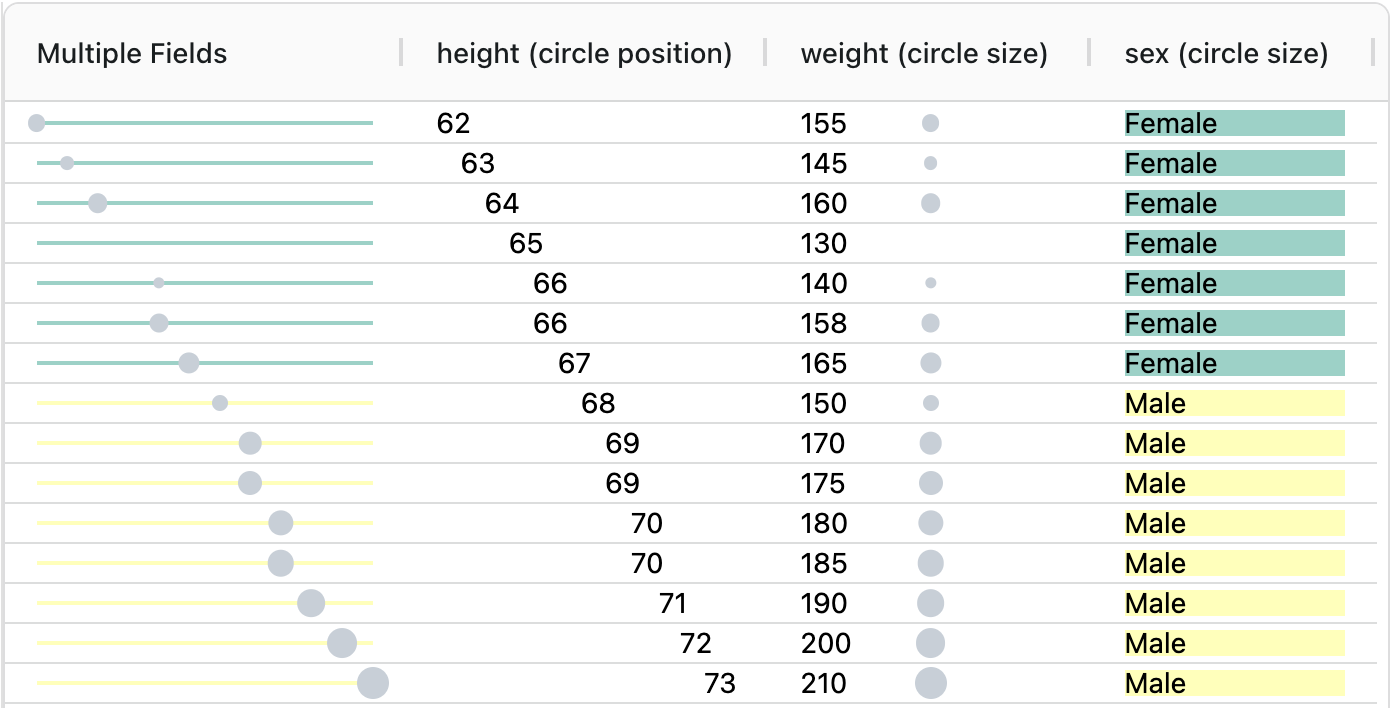 Multiple Fields height (circle position) weight (circle size) sex (circle size)
62 155 Female
63 145 Female
64 160 Female
65 130 Female
66 140 Female
66 158 Female
67 165 Female
68 150 Male
69 170 Male
69 175 Male
70 180 Male
70 185 Male
71 190 Male
72 200 Male
73 210 Male